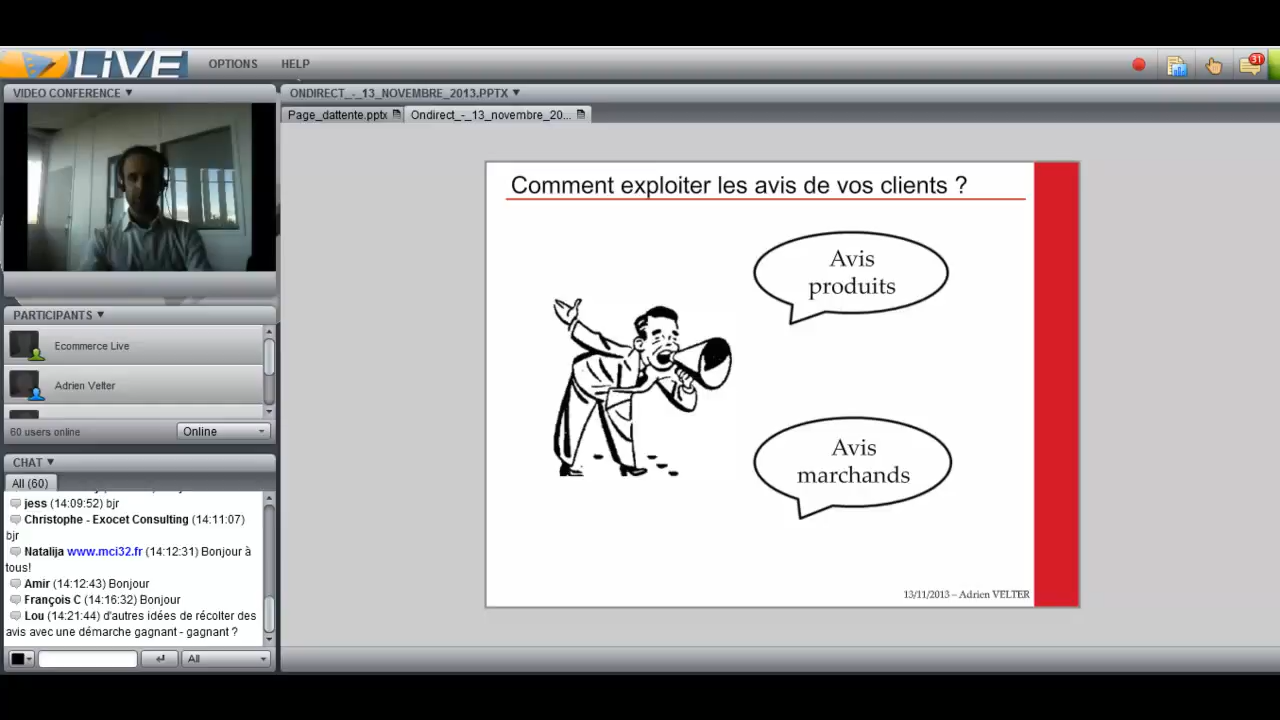 LiVE
OPTIONS
HELP
31
VIDEO CONFERENCE
ONDIRECT_-_13_NOVEMBRE_2013.PPTX
Page_dattente.pptx
Ondirect_-_13_novembre_20...
Comment exploiter les avis de vos clients ?
Avis
produits
Avis
marchands
13/11/2013 – Adrien VELTER
PARTICIPANTS
Ecommerce Live
Adrien Velter
60 users online
Online
CHAT
All (60)
jess (14:09:52) bjr
Christophe - Exocet Consulting (14:11:07)
bjr
Natalija www.mci32.fr (14:12:31) Bonjour à
tous!
Amir (14:12:43) Bonjour
François C (14:16:32) Bonjour
Lou (14:21:44) d'autres idées de récolter des
avis avec une démarche gagnant - gagnant ?
All